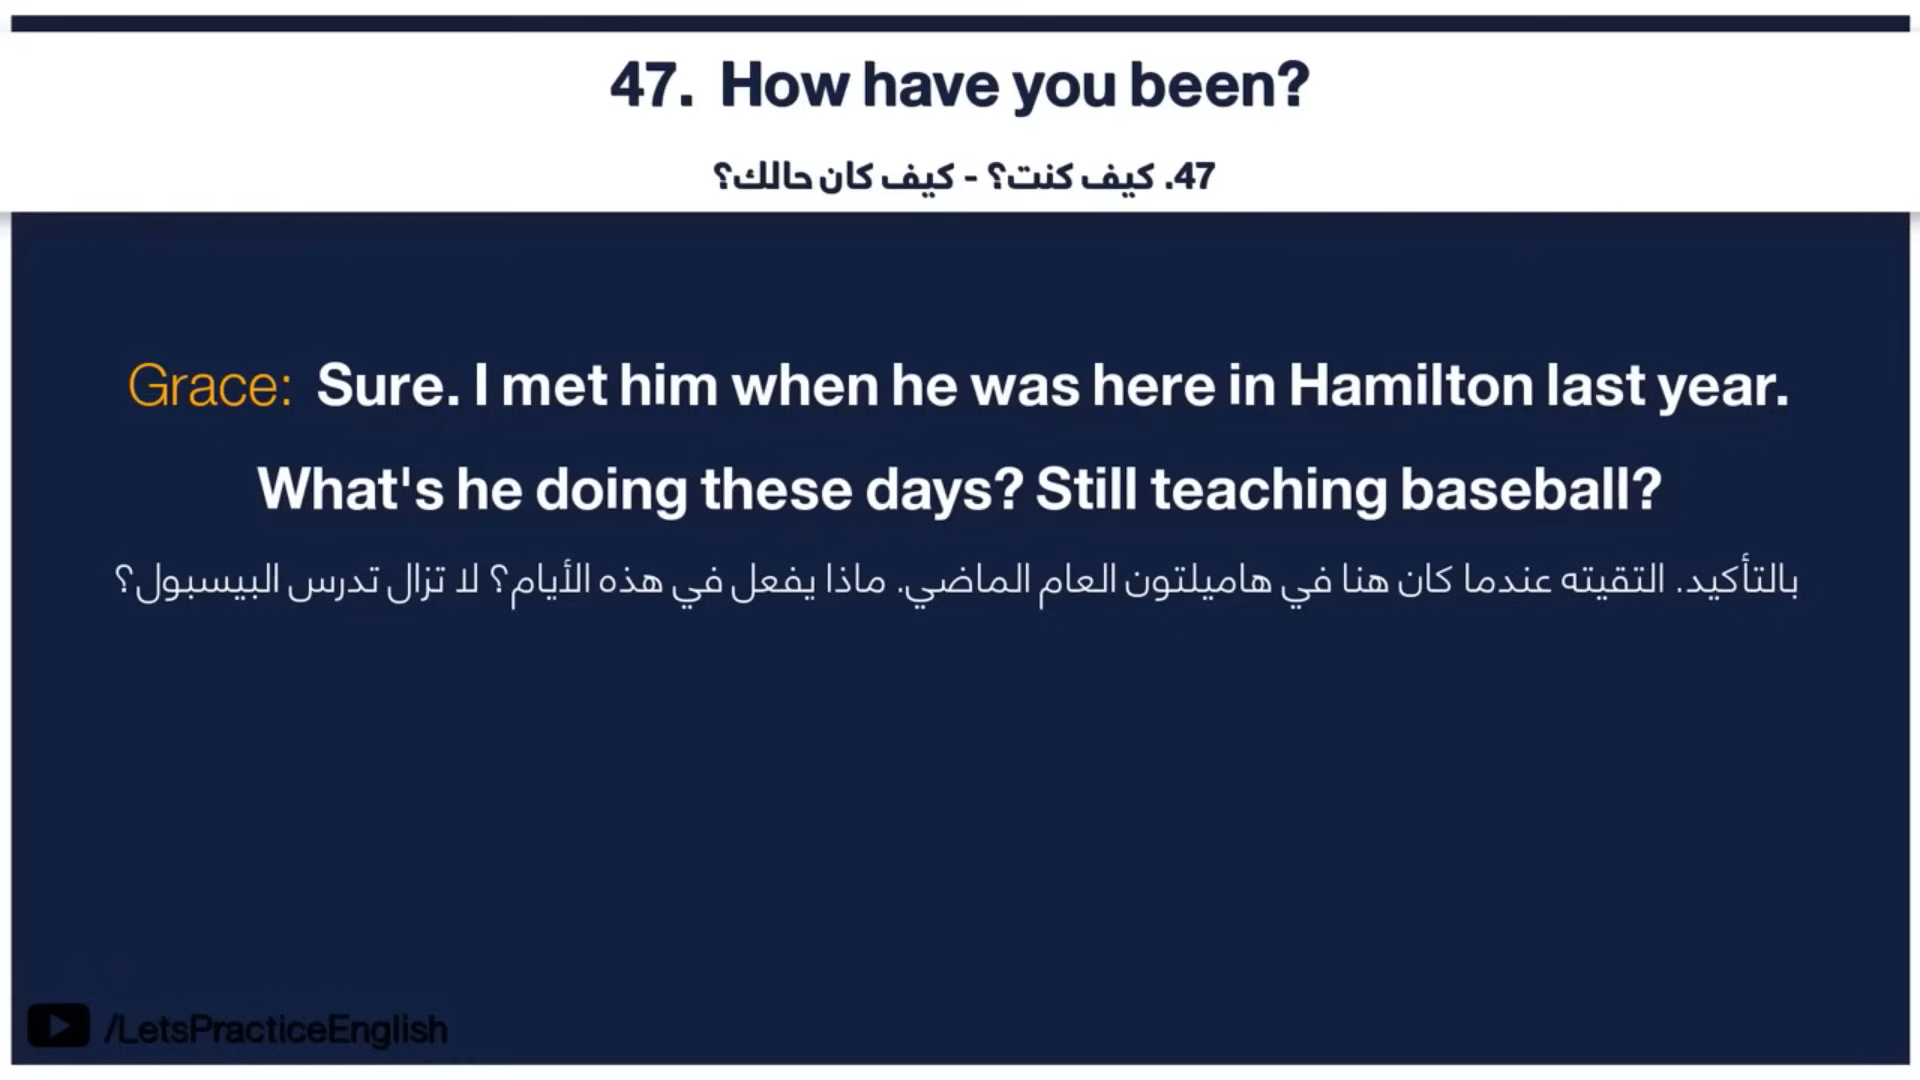 47. How have you been?
47. كيف كنت؟ - كيف كان حالك؟
Grace: Sure. I met him when he was here in Hamilton last year.
What's he doing these days? Still teaching baseball?
بالتأكيد. التقيته عندما كان هنا في هاميلتون العام الماضي. ماذا يفعل في هذه الأيام؟ لا تزال تدرس البيسبول؟
/LetsPracticeEnglish